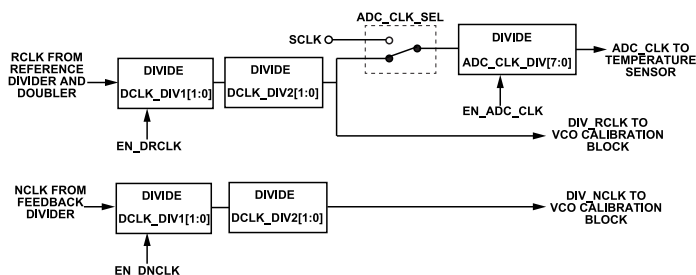 ADC_CLK_SEL
SCLK
RCLK FROM
REFERENCE
DIVIDER AND
DOUBLER
DIVIDE
DCLK_DIV1[1:0]
DIVIDE
DCLK_DIV2[1:0]
DIVIDE
ADC_CLK_DIV[7:0]
ADC_CLK TO
TEMPERATURE
SENSOR
EN_DRCLK
EN_ADC_CLK
DIV_RCLK TO
VCO CALIBRATION
BLOCK
NCLK FROM
FEEDBACK
DIVIDER
DIVIDE
DCLK_DIV1[1:0]
DIVIDE
DCLK_DIV2[1:0]
DIV_NCLK TO
VCO CALIBRATION
BLOCK
EN_DNCLK